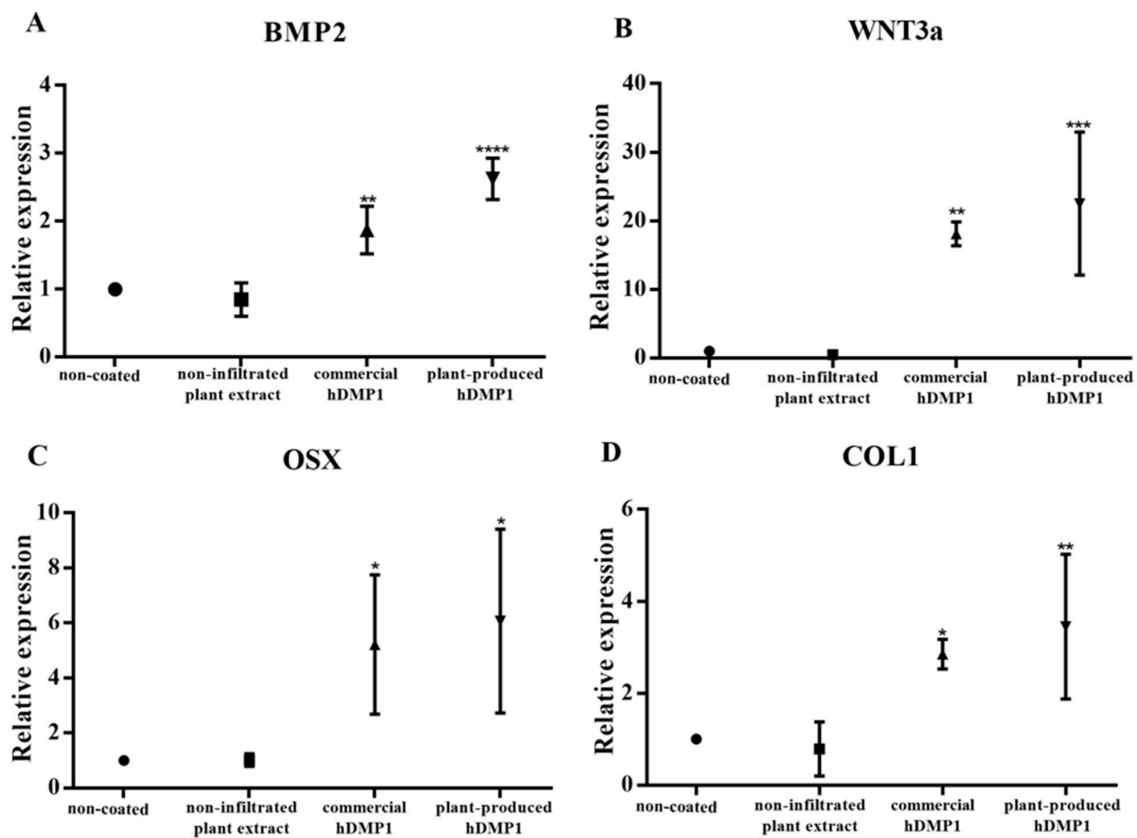 A
BMP2
Relative expression
4
3
2
1
0
**
****
non-coated
non-infiltrated
plant extract
commercial
hDMP1
plant-produced
hDMP1
B
WNT3a
Relative expression
40
30
20
10
0
**
***
non-coated
non-infiltrated
plant extract
commercial
hDMP1
plant-produced
hDMP1
C
OSX
Relative expression
10
8
6
4
2
0
*
*
non-coated
non-infiltrated
plant extract
commercial
hDMP1
plant-produced
hDMP1
D
COL1
Relative expression
6
4
2
0
*
**
non-coated
non-infiltrated
plant extract
commercial
hDMP1
plant-produced
hDMP1